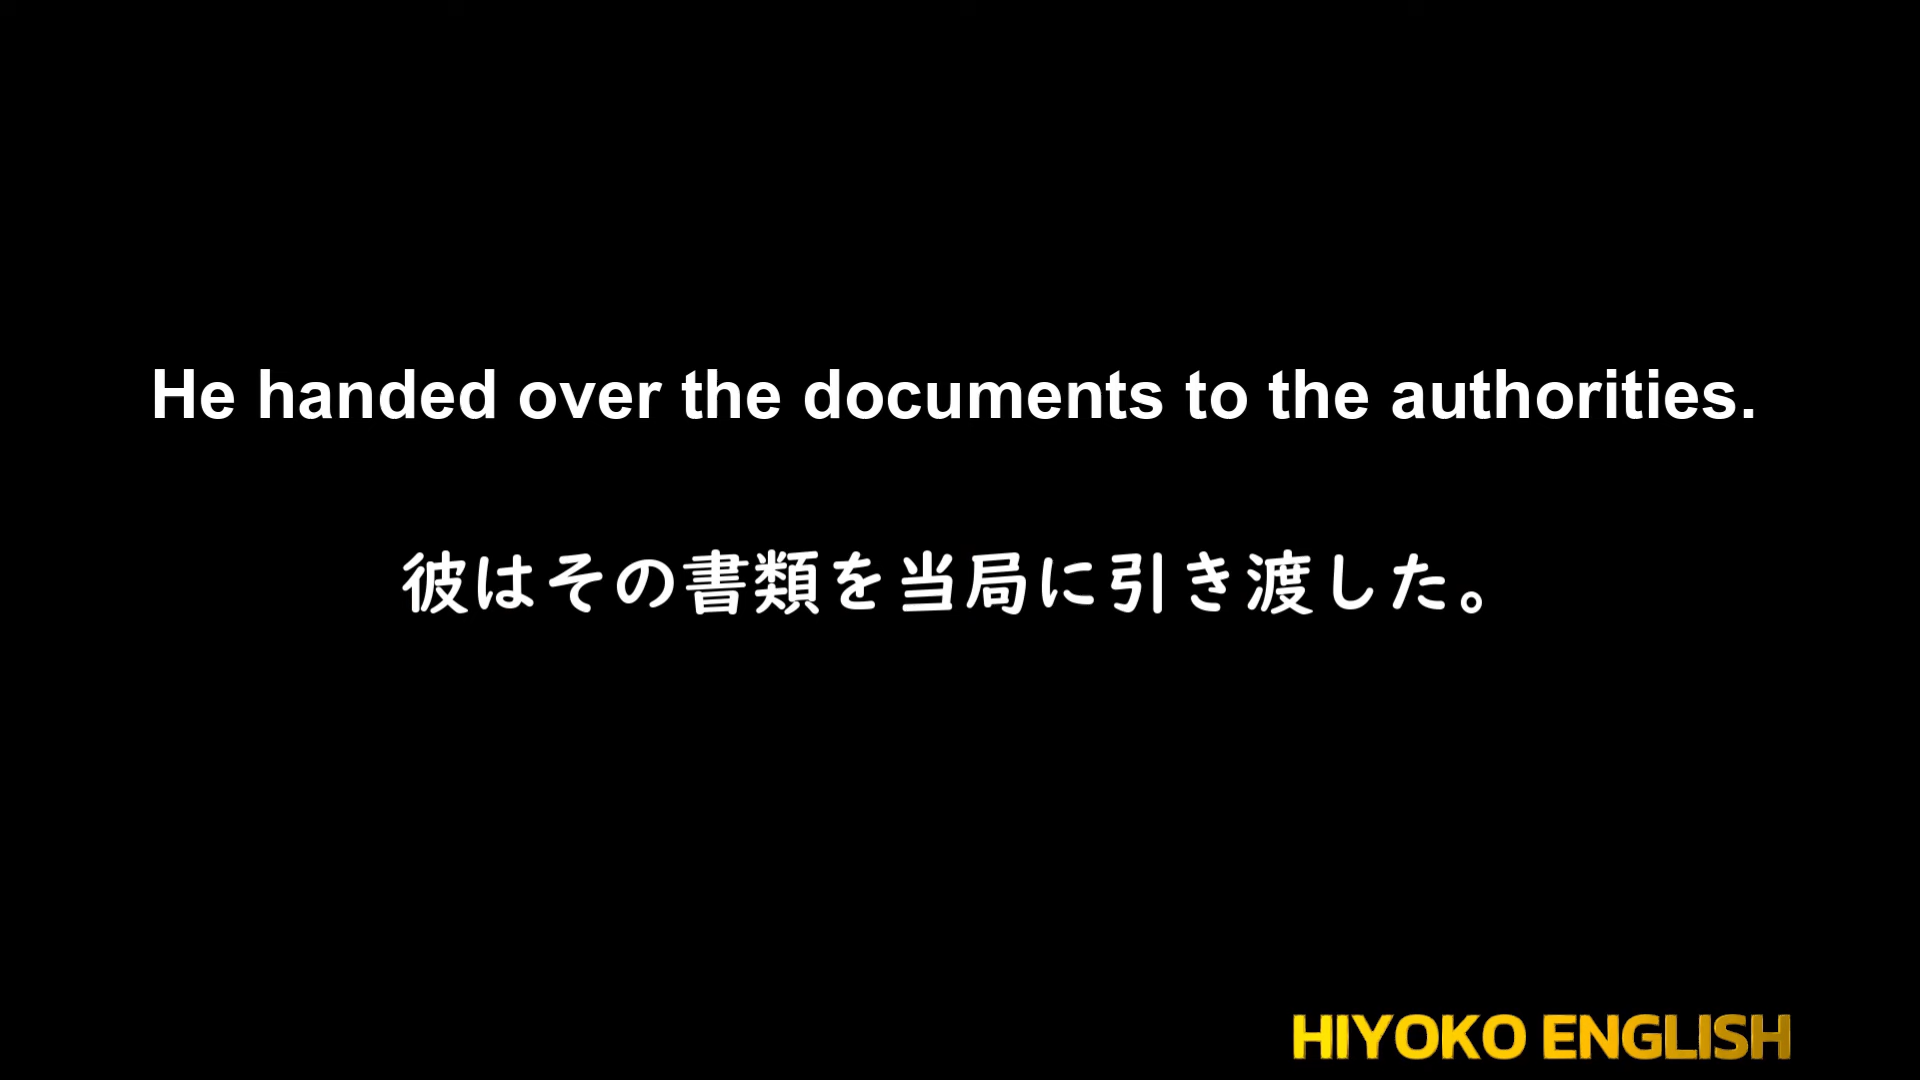 He handed over the documents to the authorities.
彼はその書類を当局に引き渡した。
HIYOKO ENGLISH